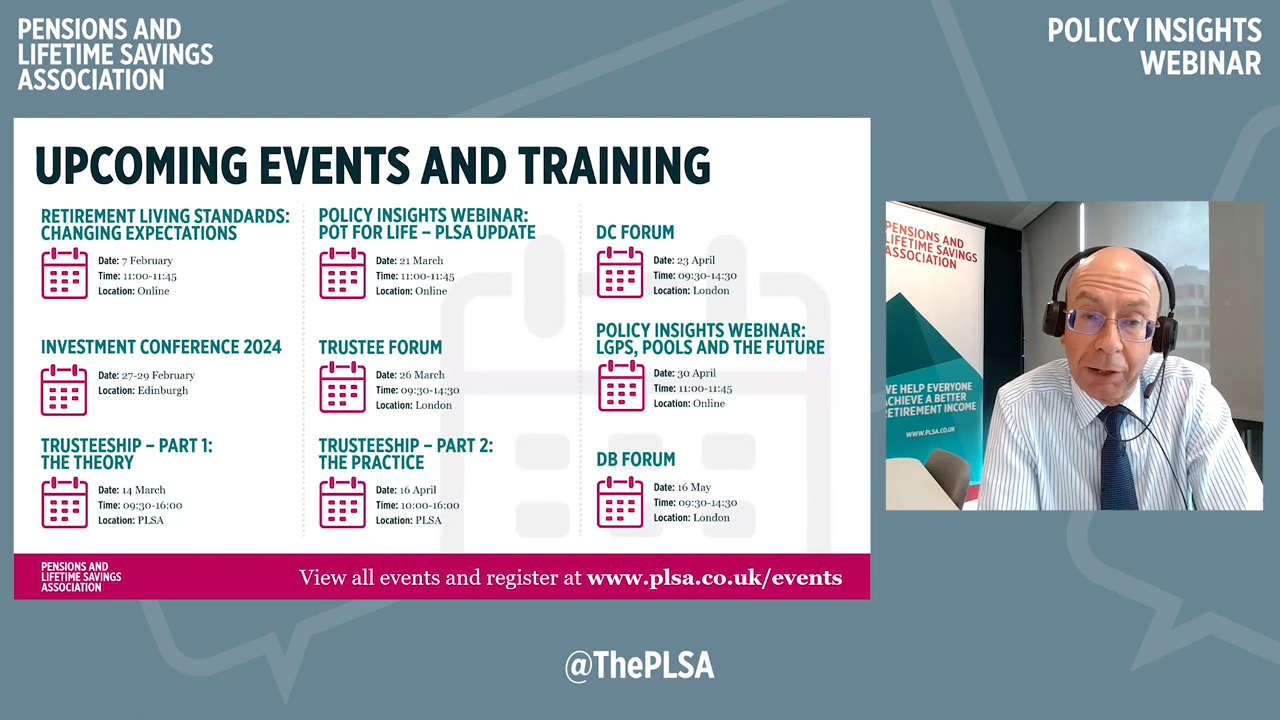 PENSIONS AND
LIFETIME SAVINGS
ASSOCIATION
POLICY INSIGHTS
WEBINAR
UPCOMING EVENTS AND TRAINING
RETIREMENT LIVING STANDARDS:
CHANGING EXPECTATIONS
Date: 7 February
Time: 11:00-11:45
Location: Online
POLICY INSIGHTS WEBINAR:
POT FOR LIFE – PLSA UPDATE
Date: 21 March
Time: 11:00-11:45
Location: Online
DC FORUM
Date: 23 April
Time: 09:30-14:30
Location: London
INVESTMENT CONFERENCE 2024
Date: 27-29 February
Location: Edinburgh
TRUSTEE FORUM
Date: 26 March
Time: 09:30-14:30
Location: London
POLICY INSIGHTS WEBINAR:
LGPS, POOLS AND THE FUTURE
Date: 30 April
Time: 11:00-11:45
Location: Online
TRUSTEESHIP – PART 1:
THE THEORY
Date: 14 March
Time: 09:30-16:00
Location: PLSA
TRUSTEESHIP – PART 2:
THE PRACTICE
Date: 16 April
Time: 10:00-16:00
Location: PLSA
DB FORUM
Date: 16 May
Time: 09:30-14:30
Location: London
PENSIONS AND
LIFETIME SAVINGS
ASSOCIATION
View all events and register at www.plsa.co.uk/events
PENSIONS AND
LIFETIME SAVINGS
ASSOCIATION
WE HELP EVERYONE
ACHIEVE A BETTER
RETIREMENT INCOME
WWW.PLSA.CO.UK
@ThePLSA